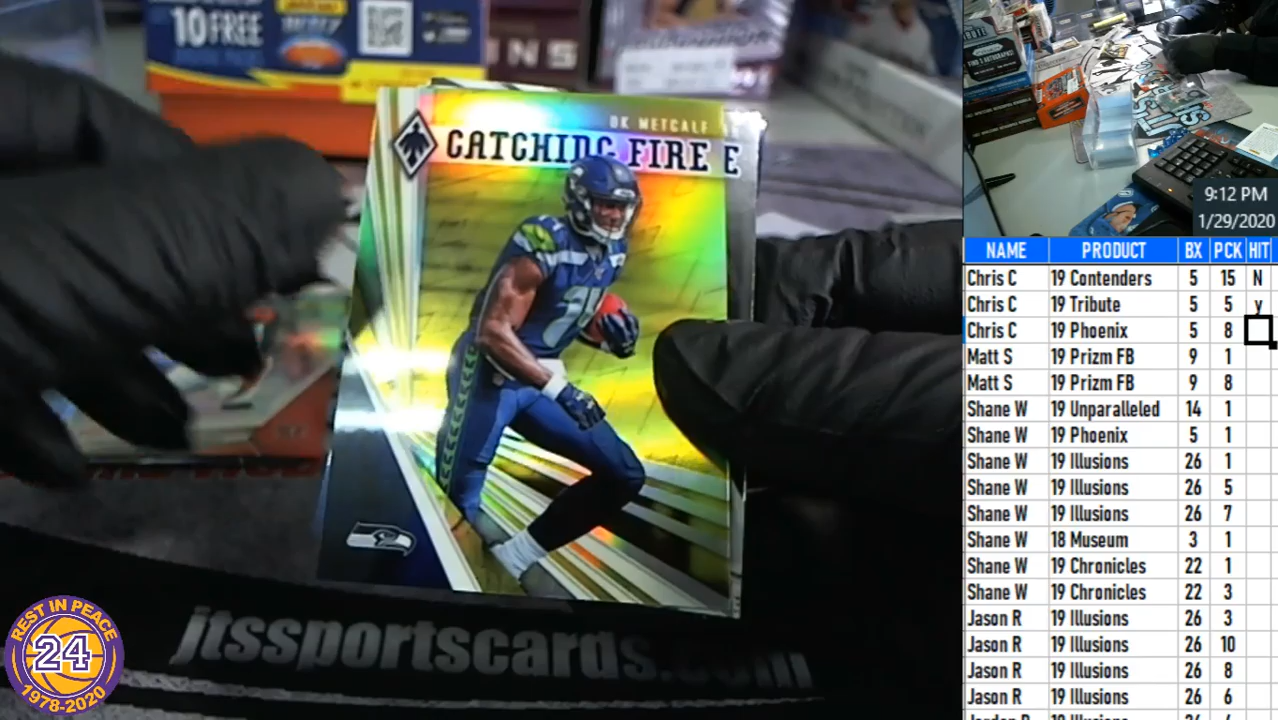 10 FREE
INS
DK METCALF
CATCHING FIRE E
jtssportscards.com
REST IN PEACE
24
1978-2020
9:12 PM
1/29/2020
NAME PRODUCT BX PCK HIT
Chris C 19 Contenders 5 15 N
Chris C 19 Tribute 5 5 y
Chris C 19 Phoenix 5 8
Matt S 19 Prizm FB 9 1
Matt S 19 Prizm FB 9 8
Shane W 19 Unparalleled 14 1
Shane W 19 Phoenix 5 1
Shane W 19 Illusions 26 1
Shane W 19 Illusions 26 5
Shane W 19 Illusions 26 7
Shane W 18 Museum 3 1
Shane W 19 Chronicles 22 1
Shane W 19 Chronicles 22 3
Jason R 19 Illusions 26 3
Jason R 19 Illusions 26 10
Jason R 19 Illusions 26 8
Jason R 19 Illusions 26 6